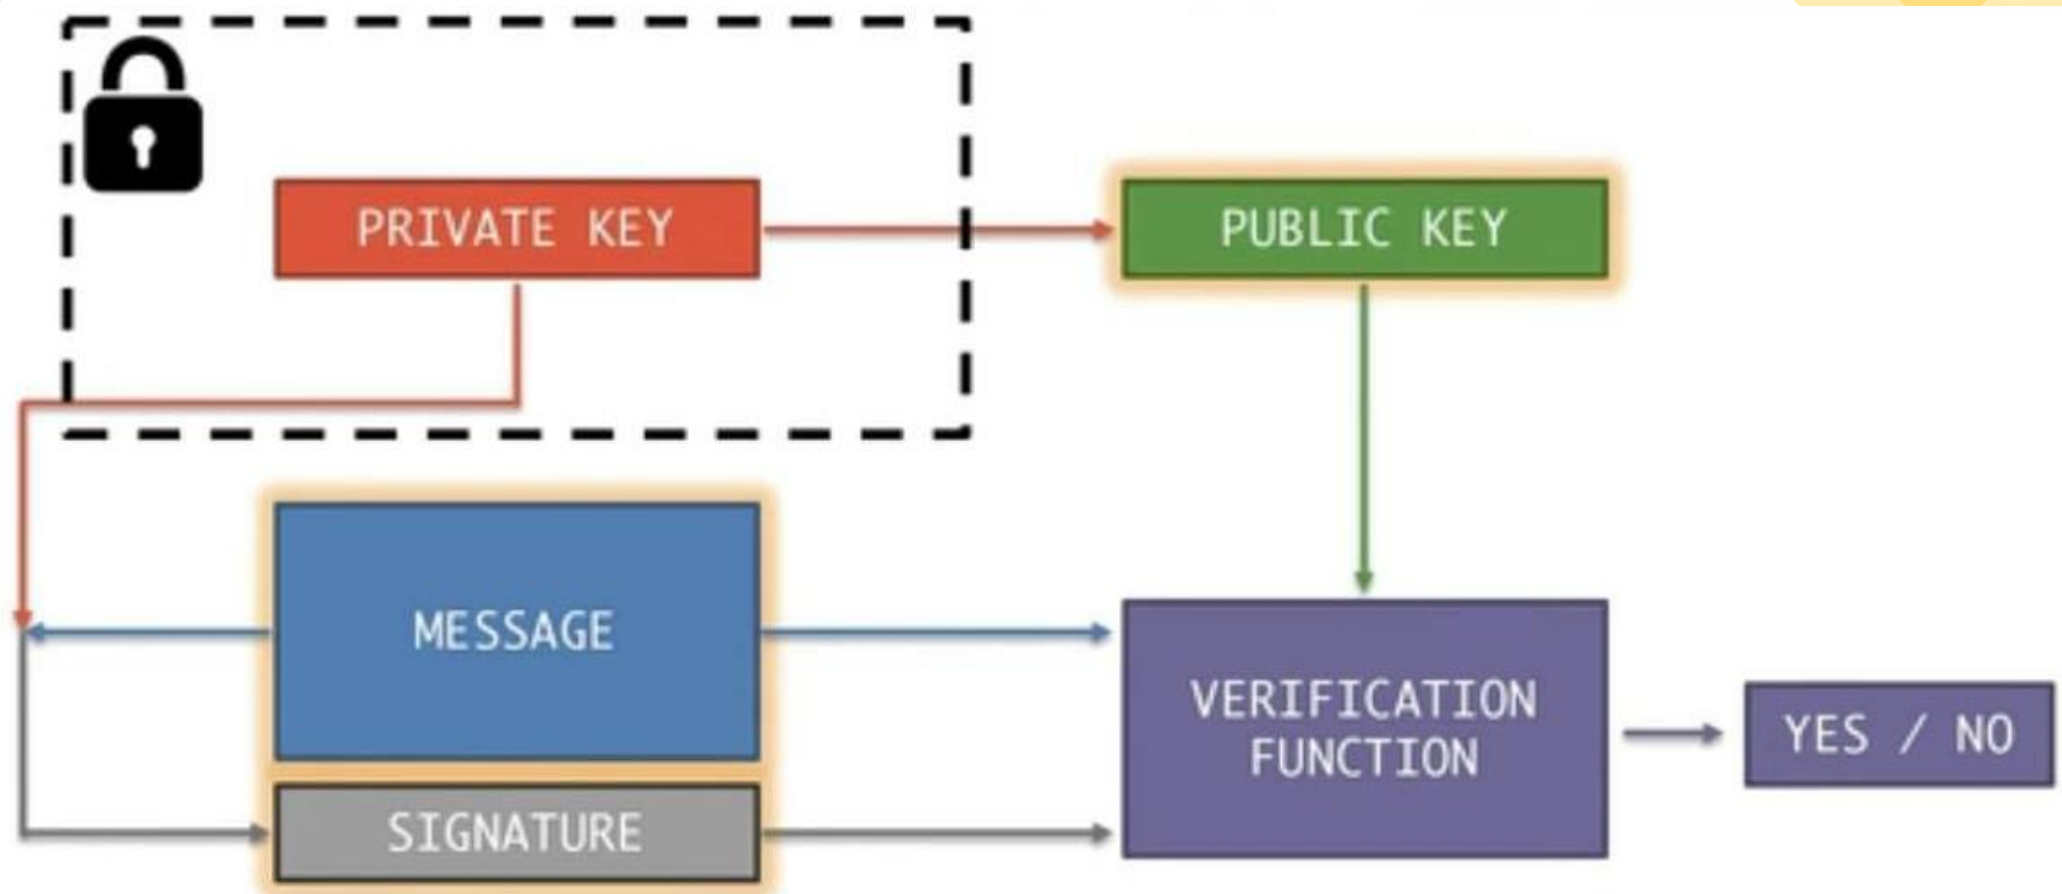 PRIVATE KEY
PUBLIC KEY
MESSAGE
VERIFICATION
FUNCTION
YES / NO
SIGNATURE